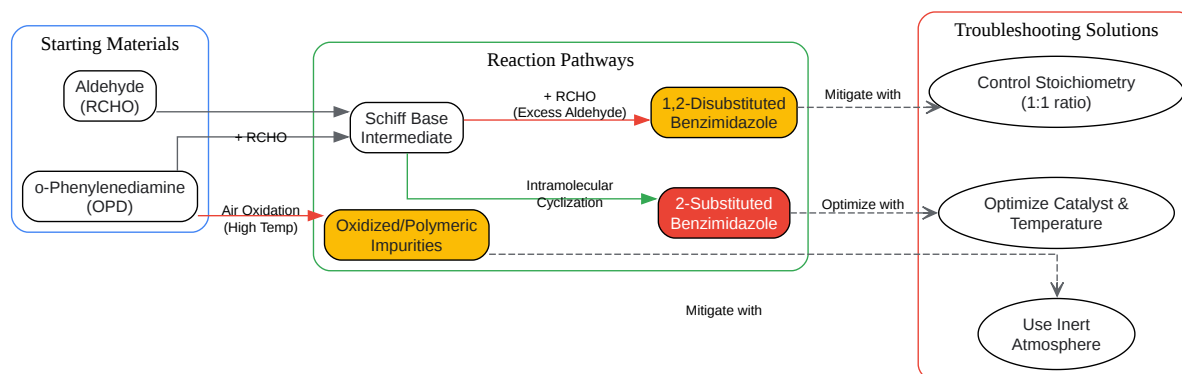 Starting Materials
Aldehyde
(RCHO)
+ RCHO
o-Phenylenediamine
(OPD)
Air Oxidation
(High Temp)
Reaction Pathways
Schiff Base
Intermediate
+ RCHO
(Excess Aldehyde)
1,2-Disubstituted
Benzimidazole
Intramolecular
Cyclization
2-Substituted
Benzimidazole
Oxidized/Polymeric
Impurities
Mitigate with
Optimize with
Mitigate with
Troubleshooting Solutions
Control Stoichiometry
(1:1 ratio)
Optimize Catalyst &
Temperature
Use Inert
Atmosphere